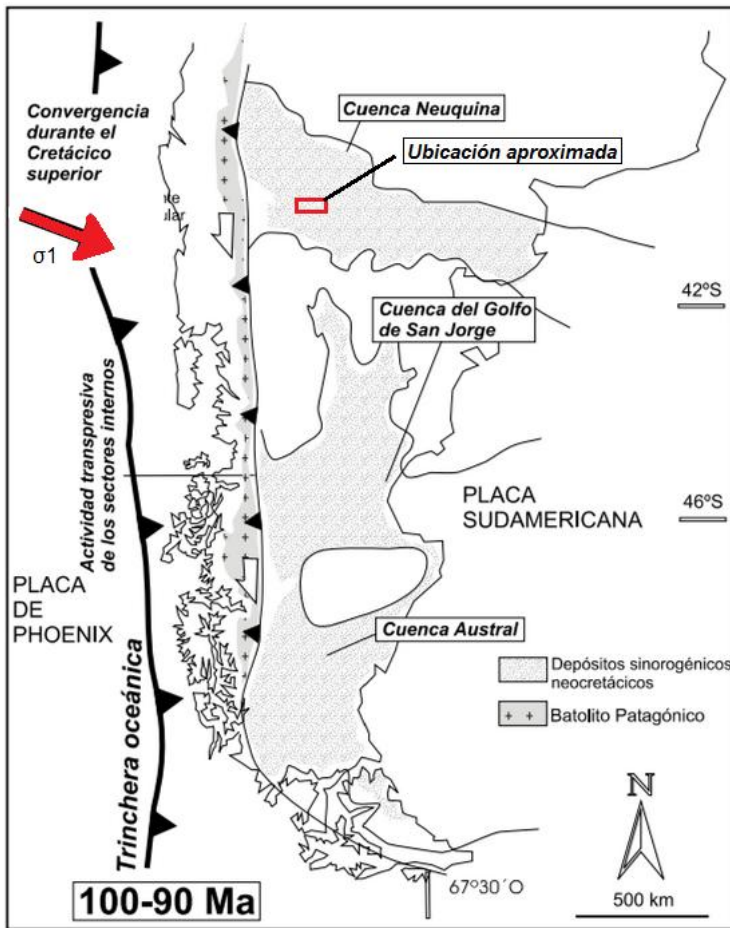 Convergencia
durante el
Cretácico
superior
σ1
Cuenca Neuquina
Ubicación aproximada
42ºS
Cuenca del Golfo
de San Jorge
Actividad transpresiva
de los sectores internos
PLACA
SUDAMERICANA
46ºS
PLACA
DE
PHOENIX
Trinchera oceánica
Cuenca Austral
Depósitos sinorogénicos
neocretácicos
Batolito Patagónico
N
67º30´O
500 km
100-90 Ma